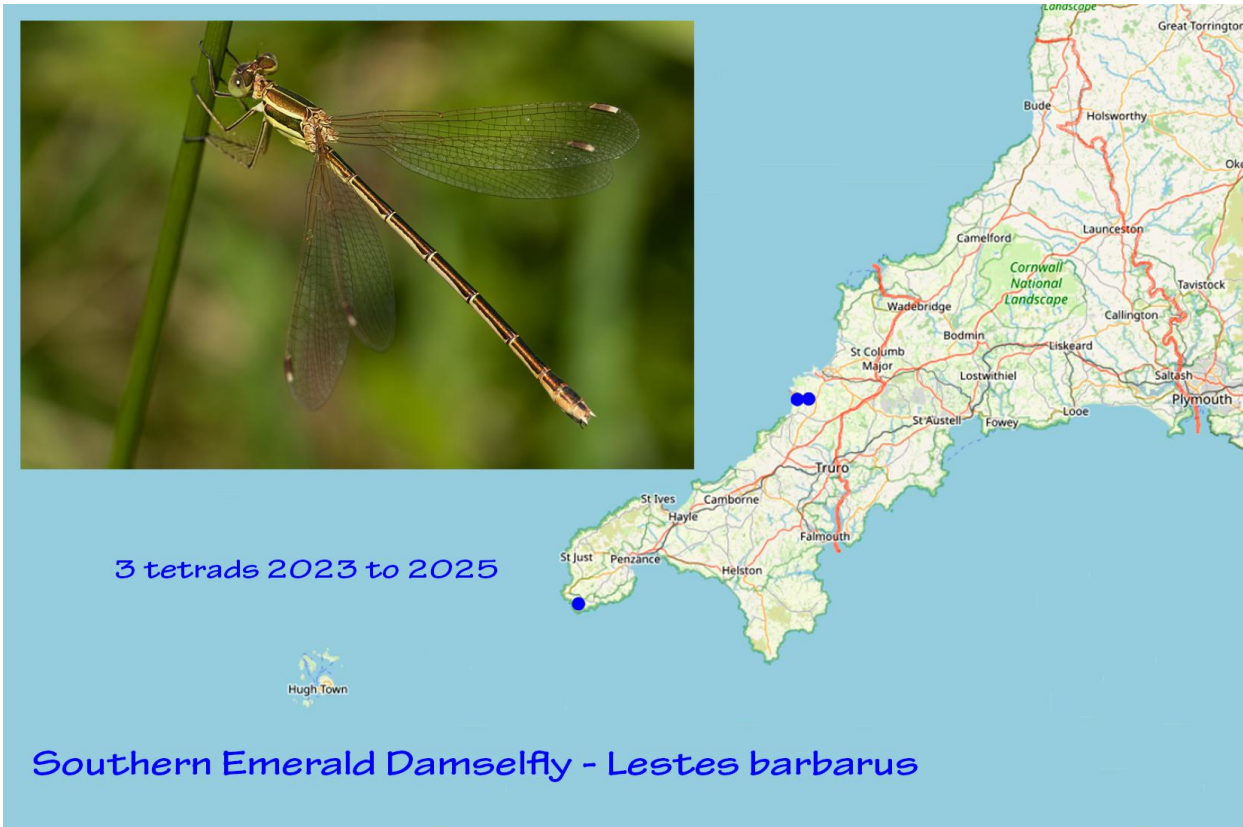 Landscape
Great Torrington
Bude
Holsworthy
Launceston
Camelford
Cornwall
National
Landscape
Tavistock
Wadebridge
Callington
Bodmin
Liskeard
St Columb
Major
Lostwithiel
Saltash
Plymouth
Looe
St Austell
Fowey
Truro
St Ives
Camborne
Hayle
Falmouth
St Just
Penzance
Helston
3 tetrads 2023 to 2025
Hugh Town
Southern Emerald Damselfly - Lestes barbarus